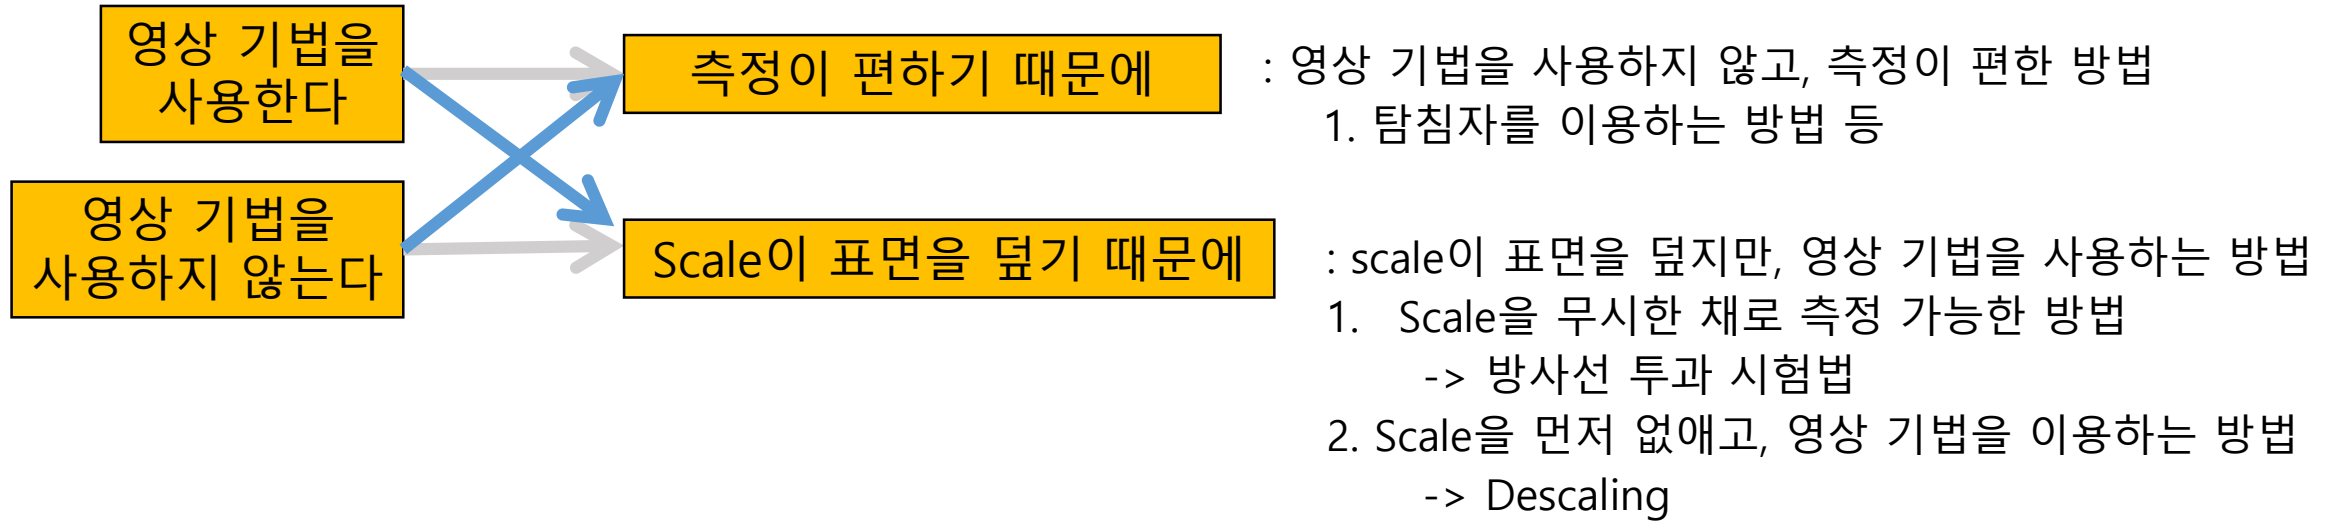 영상 기법을
사용한다
영상 기법을
사용하지 않는다
측정이 편하기 때문에
Scale이 표면을 덮기 때문에
: 영상 기법을 사용하지 않고, 측정이 편한 방법
1. 탐침자를 이용하는 방법 등
: scale이 표면을 덮지만, 영상 기법을 사용하는 방법
1. Scale을 무시한 채로 측정 가능한 방법
-> 방사선 투과 시험법
2. Scale을 먼저 없애고, 영상 기법을 이용하는 방법
-> Descaling